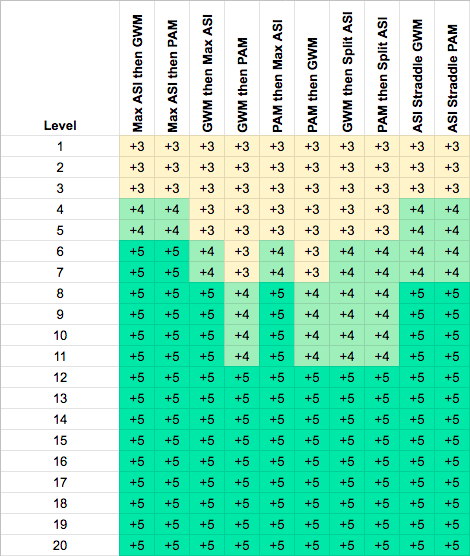 Level Max ASI then GWM Max ASI then PAM GWM then Max ASI GWM then PAM PAM then Max ASI PAM then GWM GWM then Split ASI PAM then Split ASI ASI Straddle GWM ASI Straddle PAM
1 +3 +3 +3 +3 +3 +3 +3 +3 +3 +3
2 +3 +3 +3 +3 +3 +3 +3 +3 +3 +3
3 +3 +3 +3 +3 +3 +3 +3 +3 +3 +3
4 +4 +4 +3 +3 +3 +3 +3 +3 +4 +4
5 +4 +4 +3 +3 +3 +3 +3 +3 +4 +4
6 +5 +5 +4 +3 +4 +3 +4 +4 +4 +4
7 +5 +5 +4 +3 +4 +3 +4 +4 +4 +4
8 +5 +5 +5 +4 +5 +4 +4 +4 +5 +5
9 +5 +5 +5 +4 +5 +4 +4 +4 +5 +5
10 +5 +5 +5 +4 +5 +4 +4 +4 +5 +5
11 +5 +5 +5 +4 +5 +4 +4 +4 +5 +5
12 +5 +5 +5 +5 +5 +5 +5 +5 +5 +5
13 +5 +5 +5 +5 +5 +5 +5 +5 +5 +5
14 +5 +5 +5 +5 +5 +5 +5 +5 +5 +5
15 +5 +5 +5 +5 +5 +5 +5 +5 +5 +5
16 +5 +5 +5 +5 +5 +5 +5 +5 +5 +5
17 +5 +5 +5 +5 +5 +5 +5 +5 +5 +5
18 +5 +5 +5 +5 +5 +5 +5 +5 +5 +5
19 +5 +5 +5 +5 +5 +5 +5 +5 +5 +5
20 +5 +5 +5 +5 +5 +5 +5 +5 +5 +5